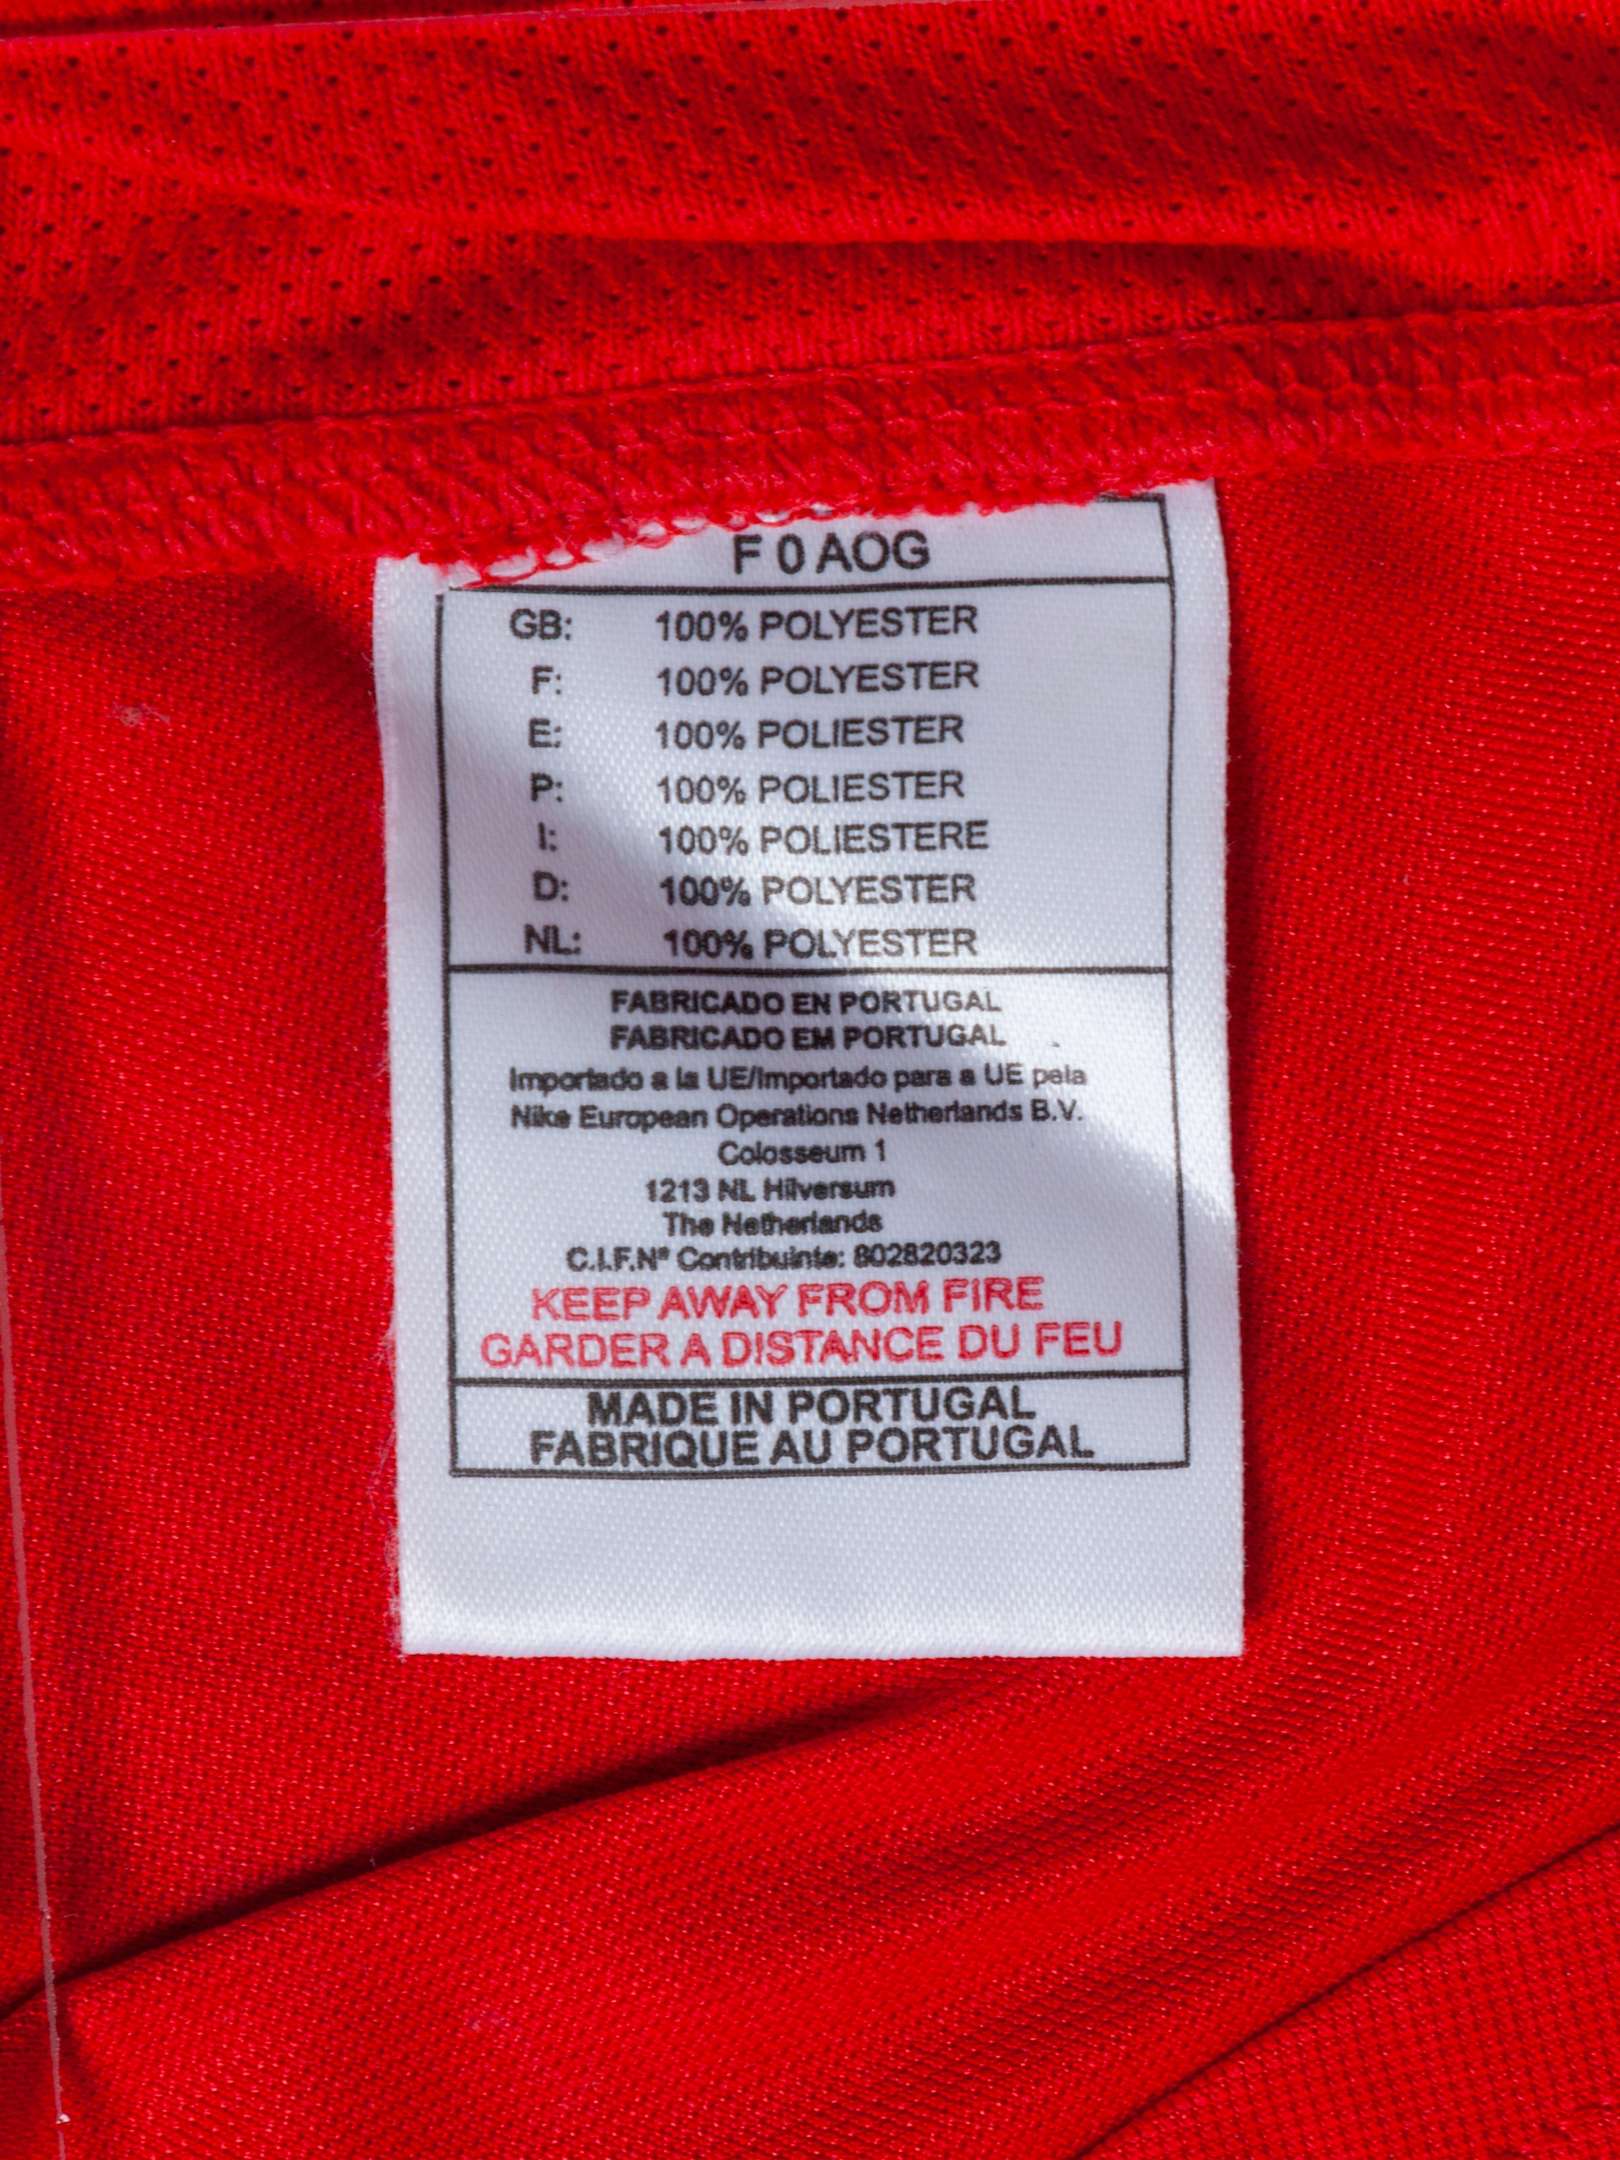 F 0 AOG
GB: 100% POLYESTER
F: 100% POLYESTER
E: 100% POLIESTER
P: 100% POLIESTER
I: 100% POLIESTERE
D: 100% POLYESTER
NL: 100% POLYESTER
FABRICADO EN PORTUGAL
FABRICADO EM PORTUGAL
Importado a la UE/Importado para a UE pela
Nike European Operations Netherlands B.V.
Colosseum 1
1213 NL Hilversum
The Netherlands
C.I.F.Nº Contribuinte: 802820323
KEEP AWAY FROM FIRE
GARDER A DISTANCE DU FEU
MADE IN PORTUGAL
FABRIQUE AU PORTUGAL